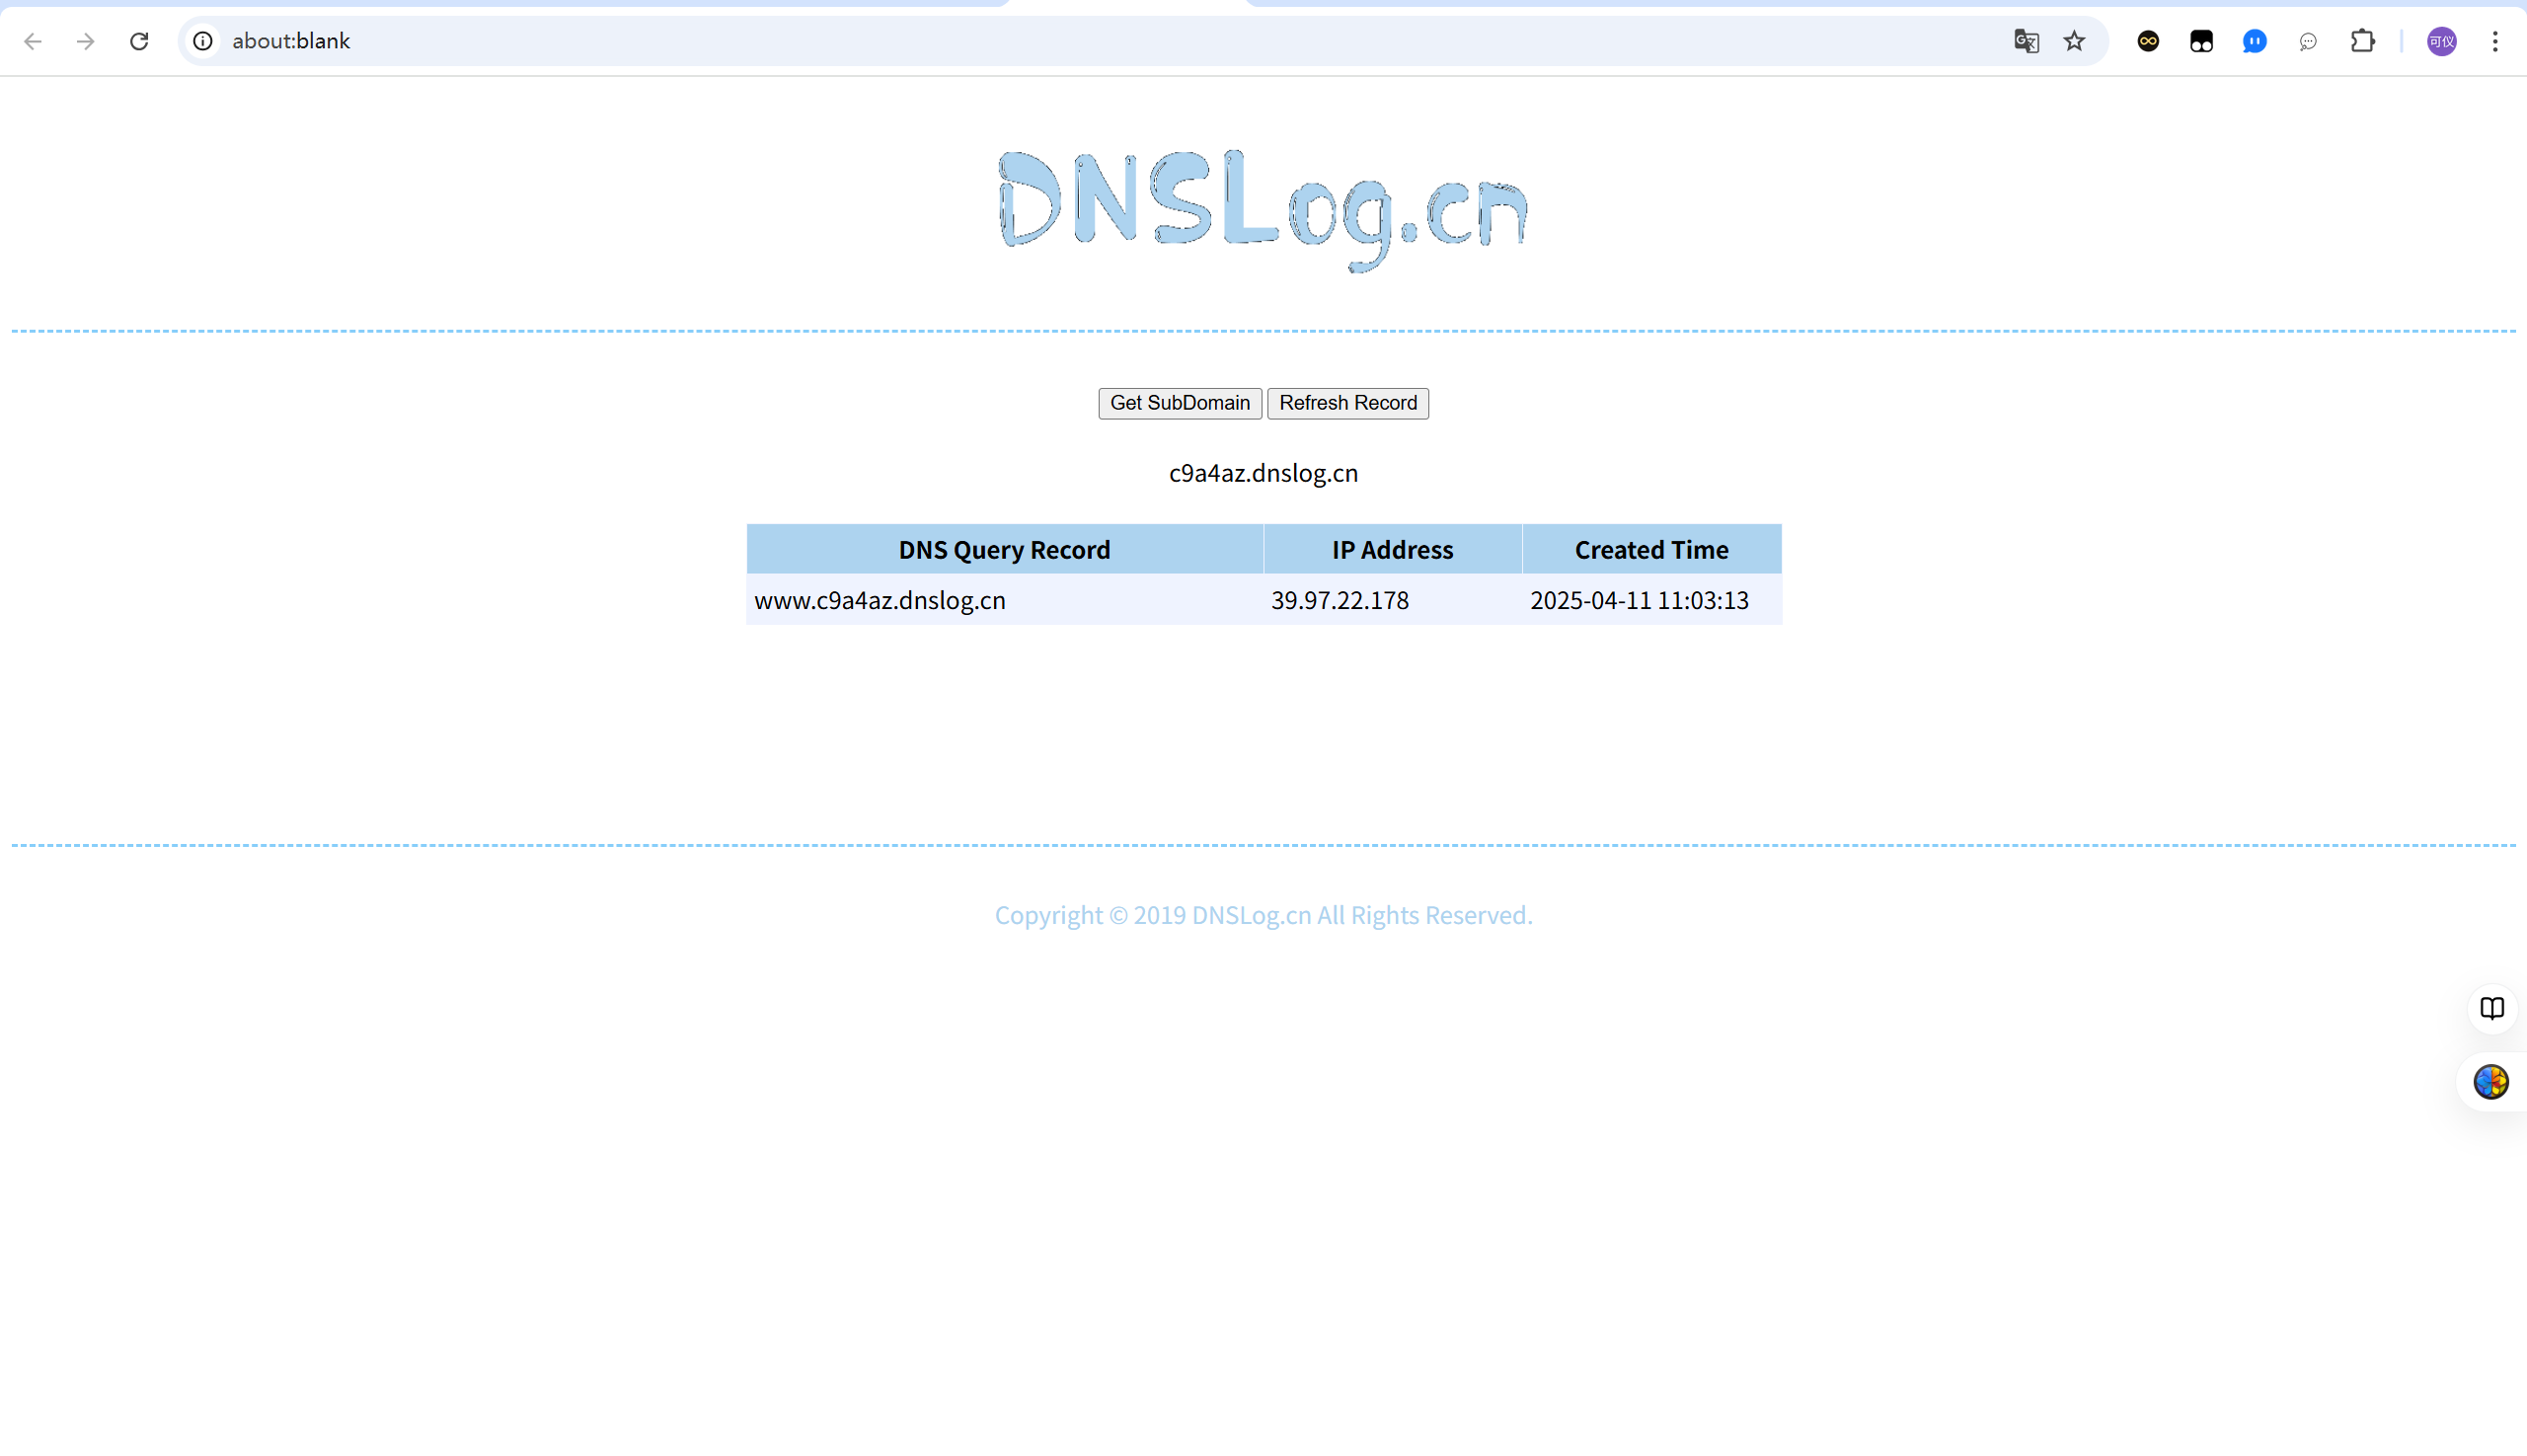 about:blank
可仪
DNSLog.cn
Get SubDomain Refresh Record
c9a4az.dnslog.cn
DNS Query Record IP Address Created Time
www.c9a4az.dnslog.cn 39.97.22.178 2025-04-11 11:03:13
Copyright © 2019 DNSLog.cn All Rights Reserved.